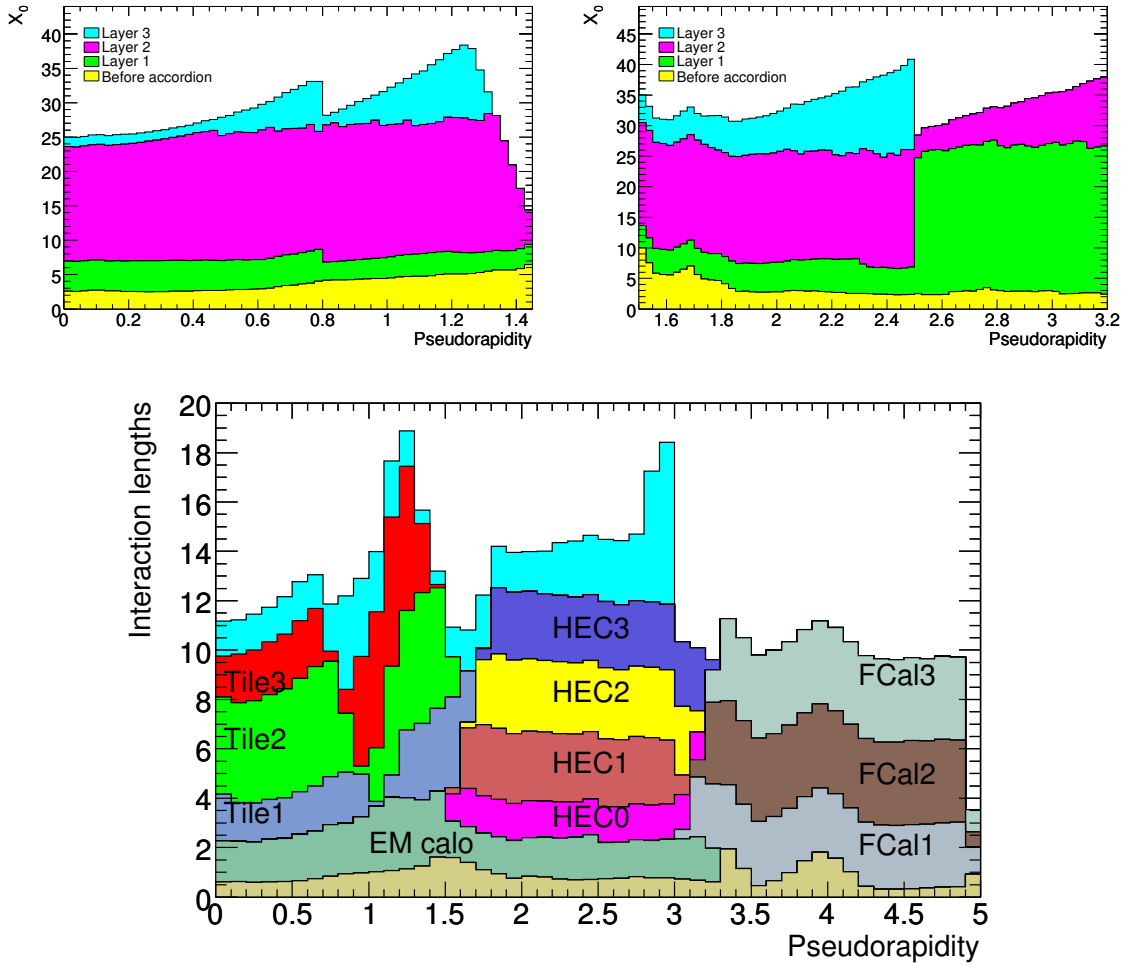 X₀
40
35
30
25
20
15
10
5
0
Layer 3
Layer 2
Layer 1
Before accordion
0 0.2 0.4 0.6 0.8 1 1.2 1.4
Pseudorapidity
X₀
45
40
35
30
25
20
15
10
5
0
Layer 3
Layer 2
Layer 1
Before accordion
1.6 1.8 2 2.2 2.4 2.6 2.8 3 3.2
Pseudorapidity
Interaction lengths
20
18
16
14
12
10
8
6
4
2
0
Tile3
Tile2
Tile1
EM calo
HEC3
HEC2
HEC1
HEC0
FCal3
FCal2
FCal1
0 0.5 1 1.5 2 2.5 3 3.5 4 4.5 5
Pseudorapidity